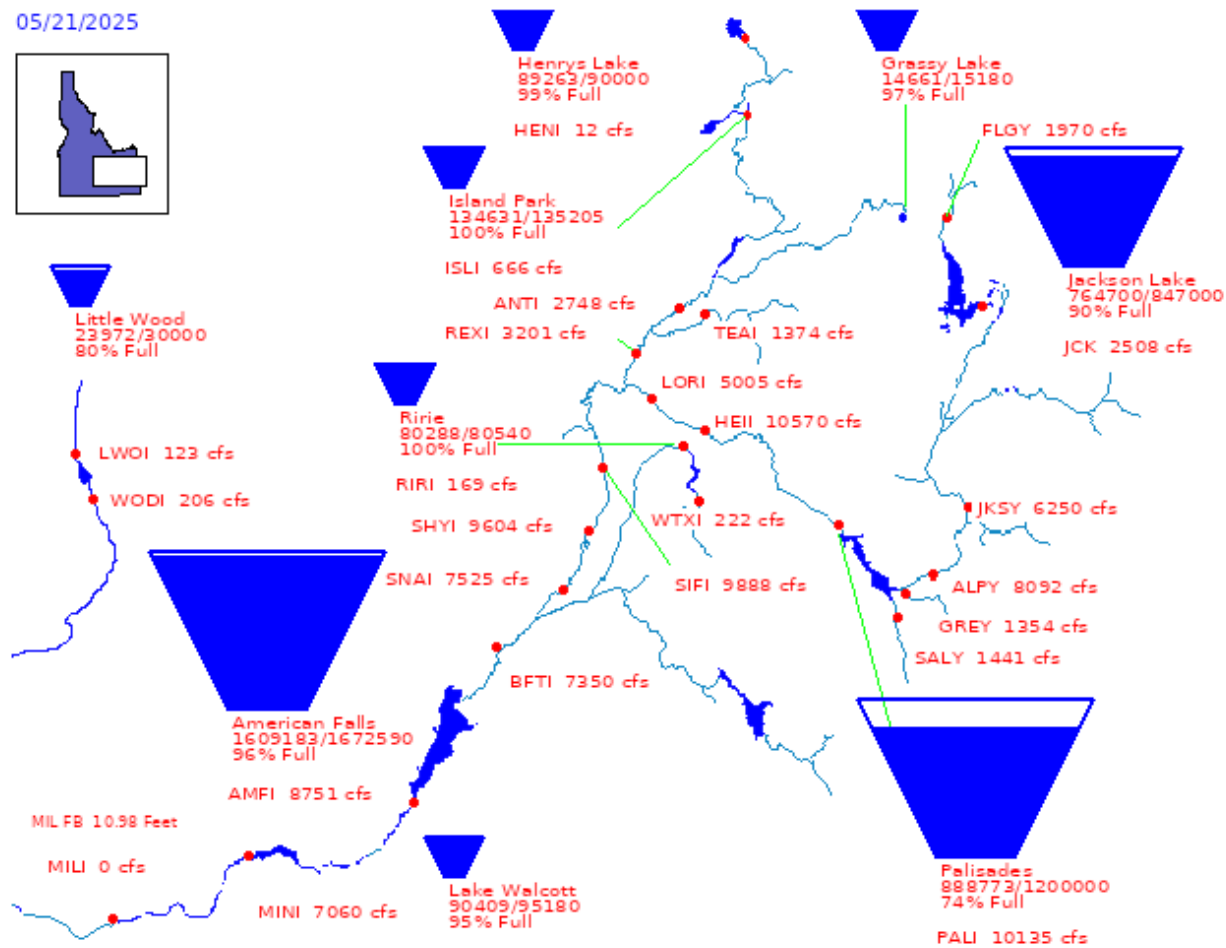 05/21/2025
Henrys Lake
89263/90000
99% Full
HENI 12 cfs
Grassy Lake
14661/15180
97% Full
FLGY 1970 cfs
Island Park
134631/135205
100% Full
ISLI 666 cfs
Jackson Lake
764700/847000
90% Full
JCK 2508 cfs
Little Wood
23972/30000
80% Full
ANTI 2748 cfs
REXI 3201 cfs
TEAI 1374 cfs
LORI 5005 cfs
HEII 10570 cfs
Ririe
80288/80540
100% Full
RIRI 169 cfs
LWOI 123 cfs
WODI 206 cfs
WTXI 222 cfs
JKSY 6250 cfs
SHYI 9604 cfs
SNAI 7525 cfs
SIFI 9888 cfs
ALPY 8092 cfs
GREY 1354 cfs
SALY 1441 cfs
BFTI 7350 cfs
American Falls
1609183/1672590
96% Full
AMFI 8751 cfs
MIL FB 10.98 Feet
MILI 0 cfs
MINI 7060 cfs
Lake Walcott
90409/95180
95% Full
Palisades
888773/1200000
74% Full
PALI 10135 cfs